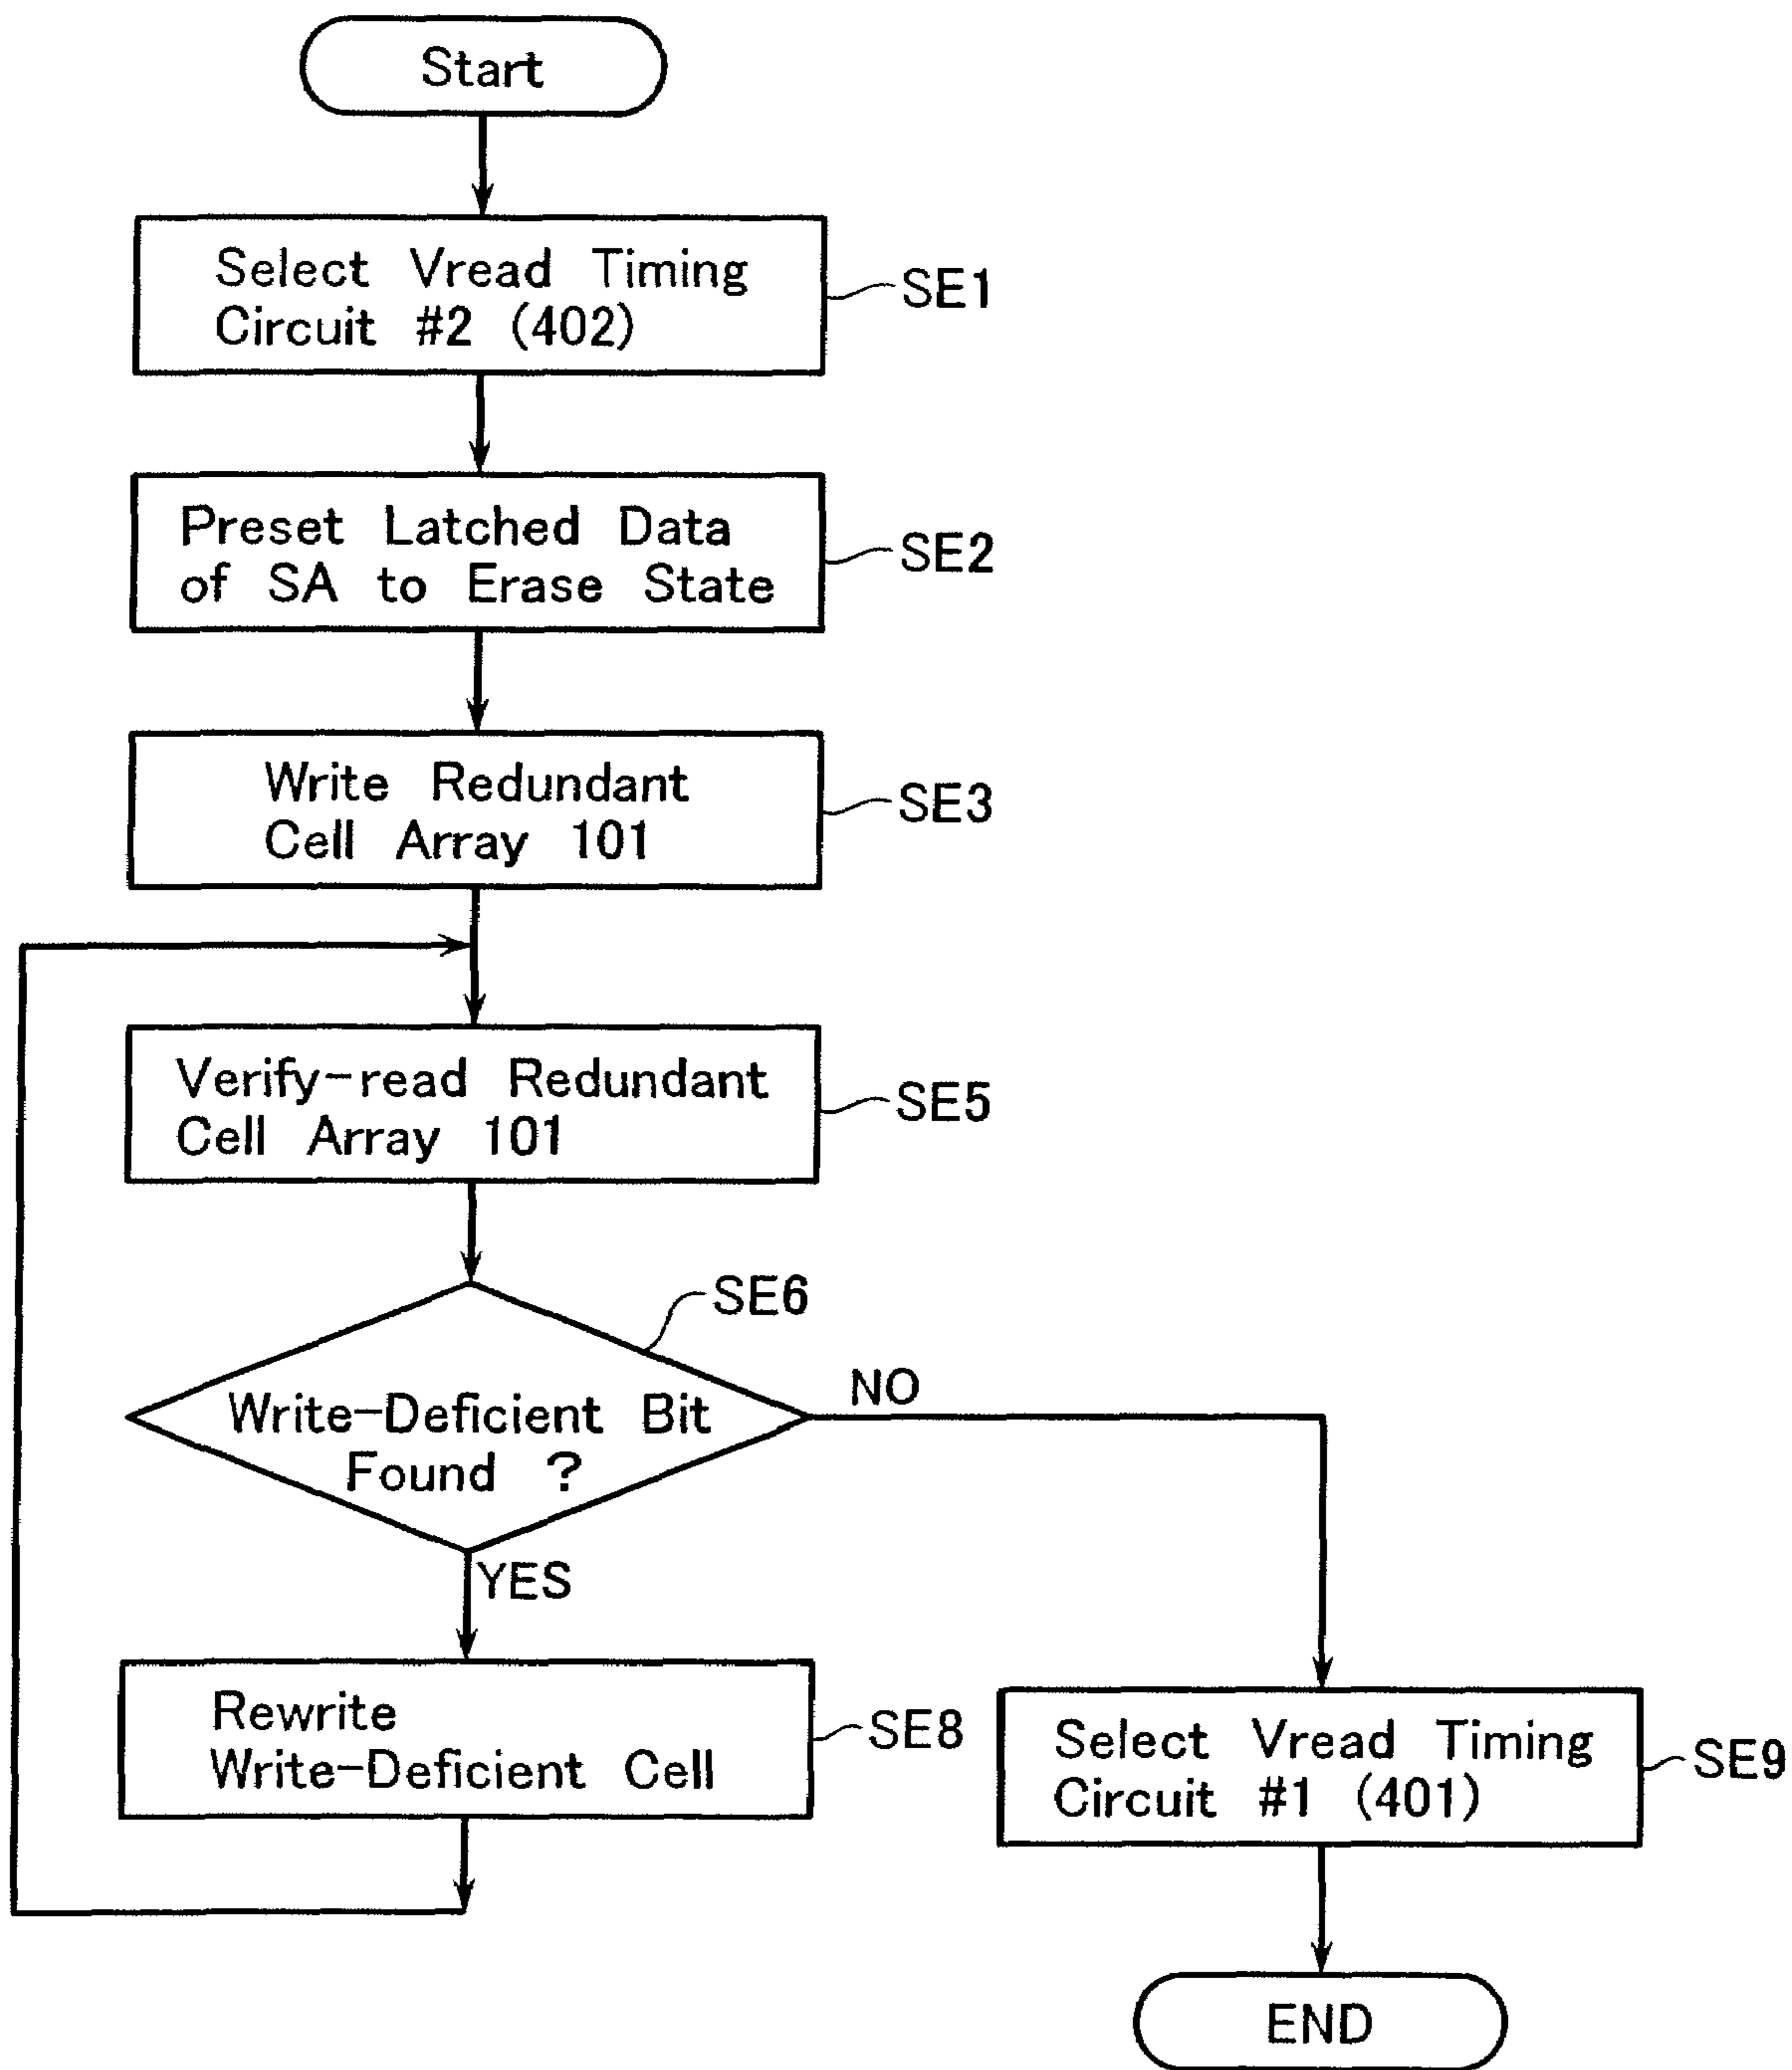 Start
Select Vread Timing
Circuit #2 (402)
SE1
Preset Latched Data
of SA to Erase State
SE2
Write Redundant
Cell Array 101
SE3
Verify-read Redundant
Cell Array 101
SE5
SE6
Write-Deficient Bit
Found ?
NO
YES
Rewrite
Write-Deficient Cell
SE8
Select Vread Timing
Circuit #1 (401)
SE9
END